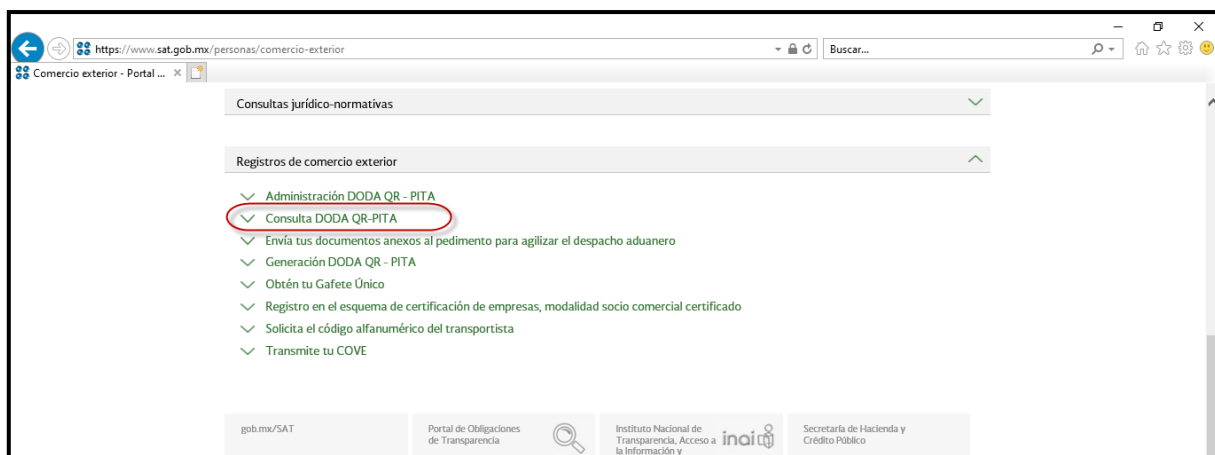 https://www.sat.gob.mx/personas/comercio-exterior
Buscar...
Comercio exterior - Portal ...
Consultas jurídico-normativas
Registros de comercio exterior
Administración DODA QR - PITA
Consulta DODA QR-PITA
Envía tus documentos anexos al pedimento para agilizar el despacho aduanero
Generación DODA QR - PITA
Obtén tu Gafete Único
Registro en el esquema de certificación de empresas, modalidad socio comercial certificado
Solicita el código alfanumérico del transportista
Transmite tu COVE
gob.mx/SAT
Portal de Obligaciones
de Transparencia
Instituto Nacional de
Transparencia, Acceso a
la Información y
inai
Secretaría de Hacienda y
Crédito Público